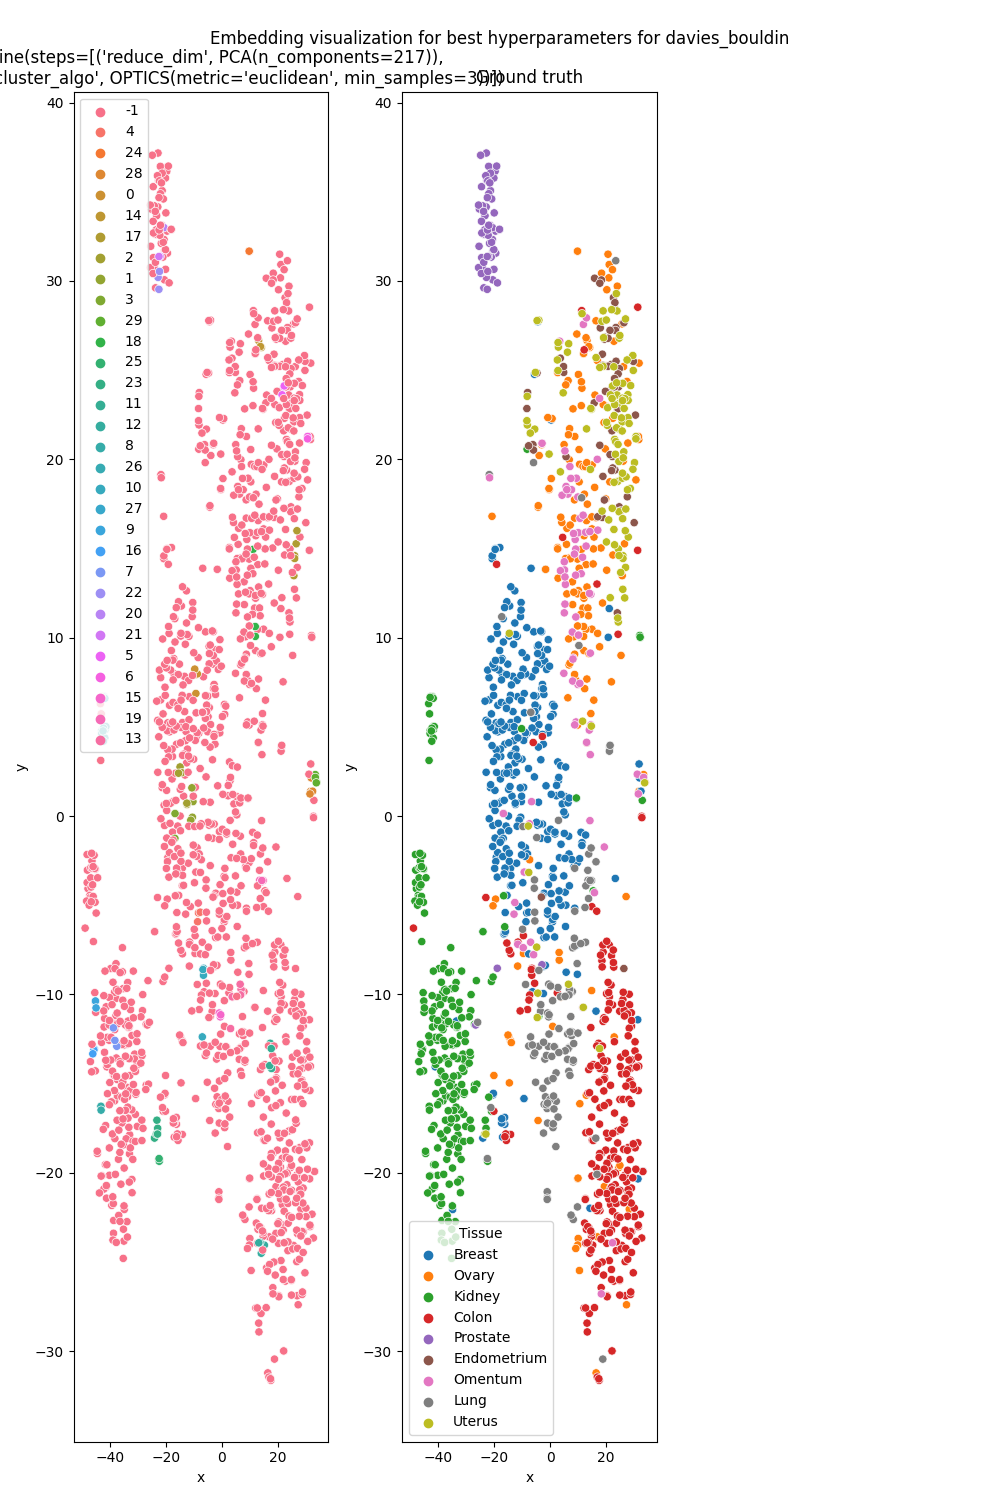 Embedding visualization for best hyperparameters for davies_bouldin
ine(steps=[('reduce_dim', PCA(n_components=217)),
cluster_algo', OPTICS(metric='euclidean', min_samples=3))])
Ground truth
-1
4
24
28
0
14
17
2
1
3
29
18
25
23
11
12
8
26
10
27
9
16
7
22
20
21
5
6
15
19
13
40
30
20
10
0
−10
−20
−30
−40 −20 0 20
x
y
40
30
20
10
0
−10
−20
−30
−40 −20 0 20
x
y
Tissue
Breast
Ovary
Kidney
Colon
Prostate
Endometrium
Omentum
Lung
Uterus